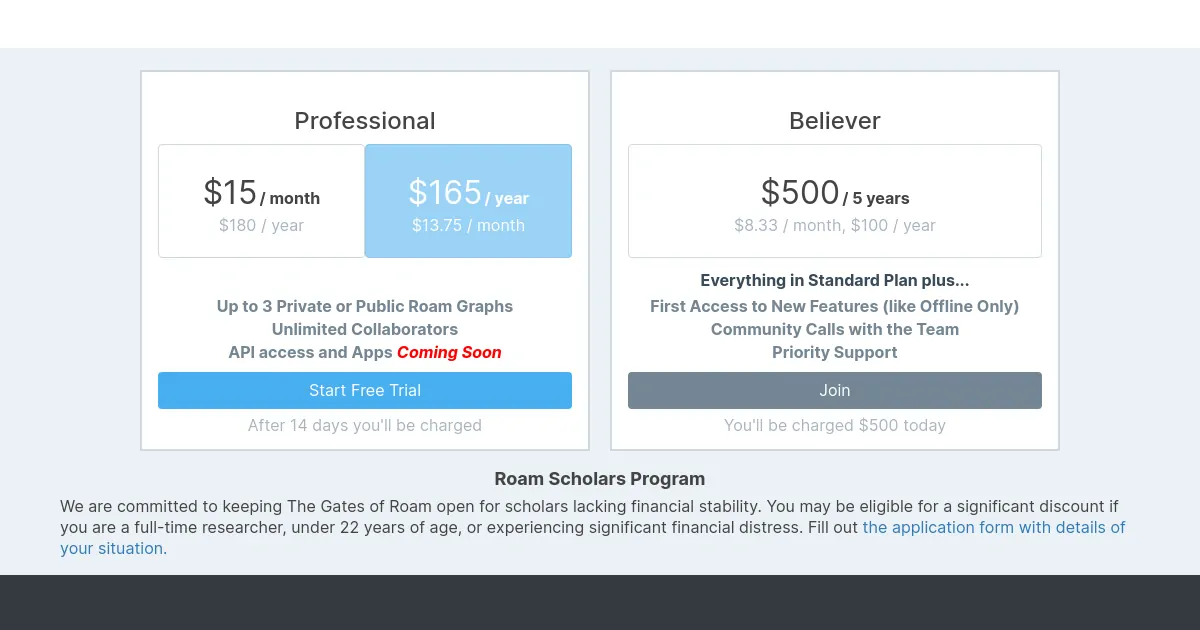 Professional
$15 / month
$180 / year
$165 / year
$13.75 / month
Up to 3 Private or Public Roam Graphs
Unlimited Collaborators
API access and Apps Coming Soon
Start Free Trial
After 14 days you'll be charged
Believer
$500 / 5 years
$8.33 / month, $100 / year
Everything in Standard Plan plus...
First Access to New Features (like Offline Only)
Community Calls with the Team
Priority Support
Join
You'll be charged $500 today
Roam Scholars Program
We are committed to keeping The Gates of Roam open for scholars lacking financial stability. You may be eligible for a significant discount if
you are a full-time researcher, under 22 years of age, or experiencing significant financial distress. Fill out the application form with details of
your situation.